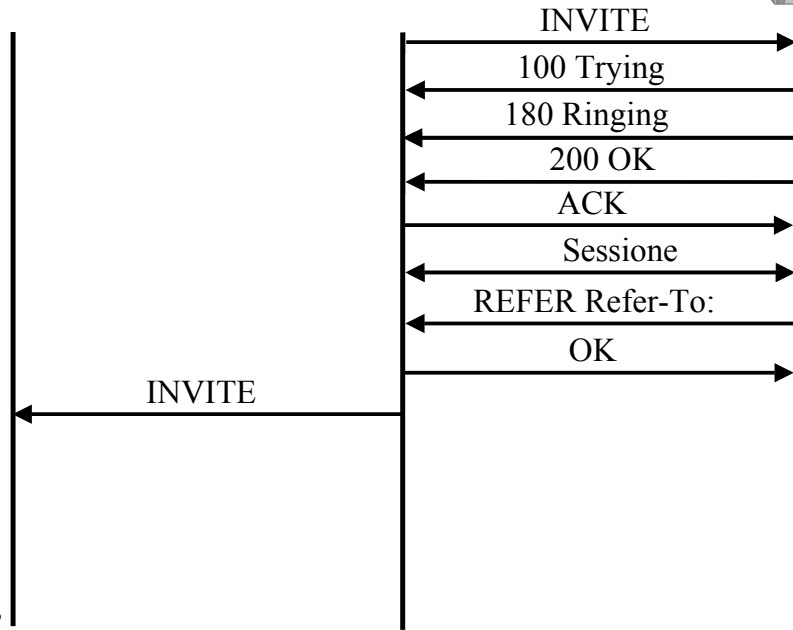 INVITE
100 Trying
180 Ringing
200 OK
ACK
Sessione
REFER Refer-To:
OK
INVITE